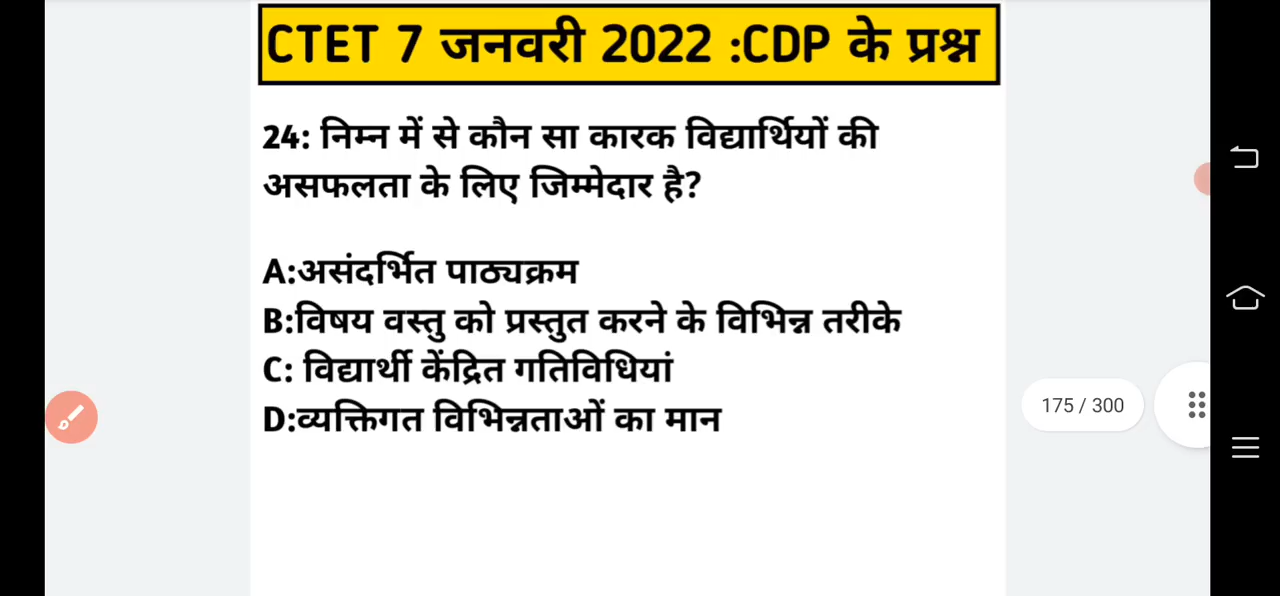 CTET 7 जनवरी 2022 :CDP के प्रश्न
24: निम्न में से कौन सा कारक विद्यार्थियों की
असफलता के लिए जिम्मेदार है?
A:असंदर्भित पाठ्यक्रम
B:विषय वस्तु को प्रस्तुत करने के विभिन्न तरीके
C: विद्यार्थी केंद्रित गतिविधियां
D:व्यक्तिगत विभिन्नताओं का मान
175 / 300